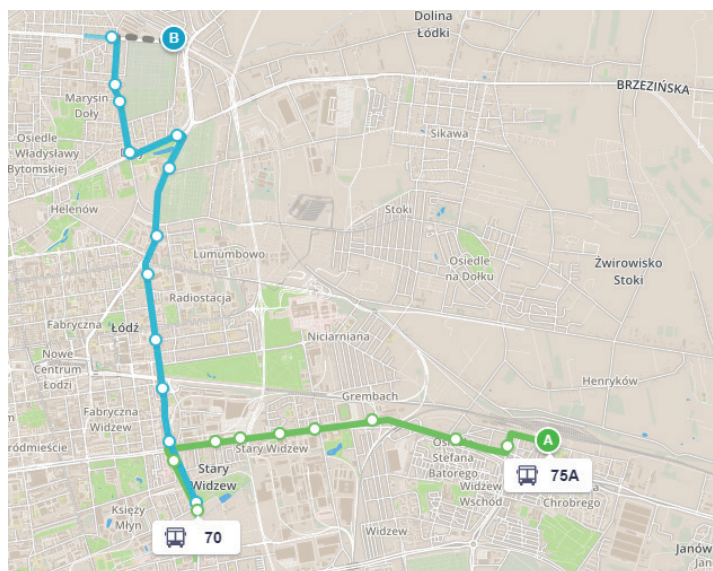 Dolina
Łódki
B
BRZEZIŃSKA
Marysin
Doły
Sikawa
Osiedle
Władysławy
Bytomskiej
Helenów
Stoki
Lumumbowo
Osiedle
na Dołku
Żwirowisko
Stoki
Radiostacja
Fabryczna
Łódź
Niciarniana
Nowe
Centrum
Łodzi
Henryków
Grembach
Fabryczna
Widzew
A
ródmieście
Stary Widzew
Stefana
Batorego
Stary
Widzew
75A
Widzew
Wschód
Chrobrego
Księży
Młyn
70
Widzew
Janów